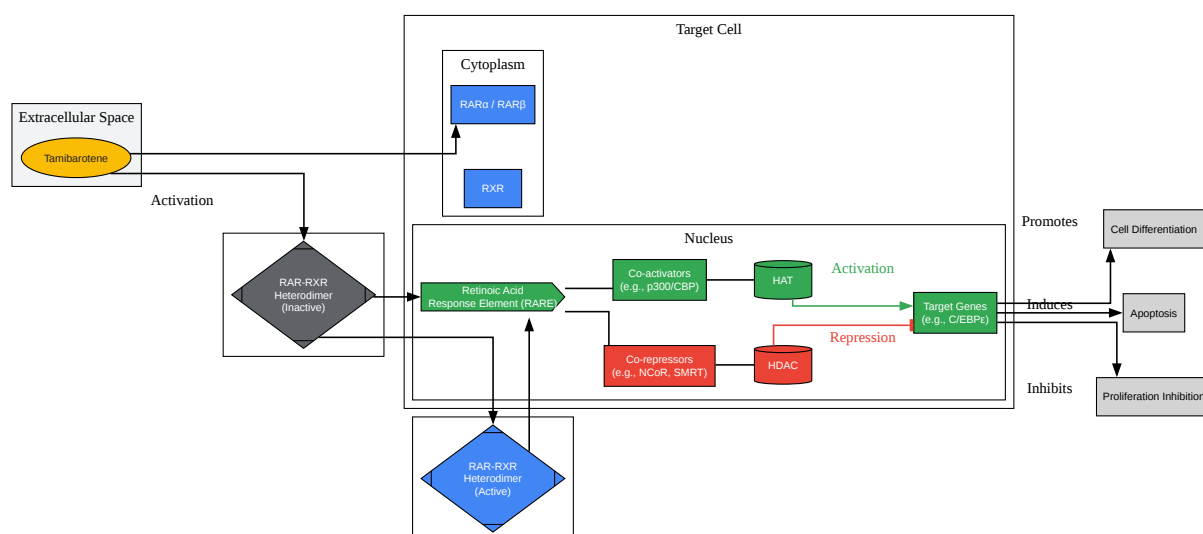 Target Cell
Cytoplasm
RARα / RARβ
RXR
Extracellular Space
Tamibarotene
Activation
RAR-RXR
Heterodimer
(Inactive)
Nucleus
Retinoic Acid
Response Element (RARE)
Co-activators
(e.g., p300/CBP)
HAT
Activation
Co-repressors
(e.g., NCoR, SMRT)
HDAC
Repression
Target Genes
(e.g., C/EBPε)
Promotes
Cell Differentiation
Induces
Apoptosis
Inhibits
Proliferation Inhibition
RAR-RXR
Heterodimer
(Active)